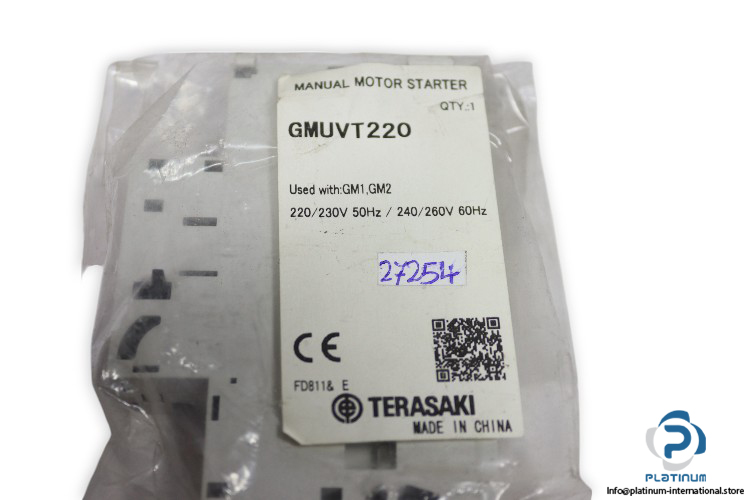 MANUAL MOTOR STARTER
QTY.:1
GMUVT220
Used with:GM1,GM2
220/230V 50Hz / 240/260V 60Hz
27254
CE
FD811& E
TERASAKI
MADE IN CHINA
PLATINUM
Info@platinum-international.store